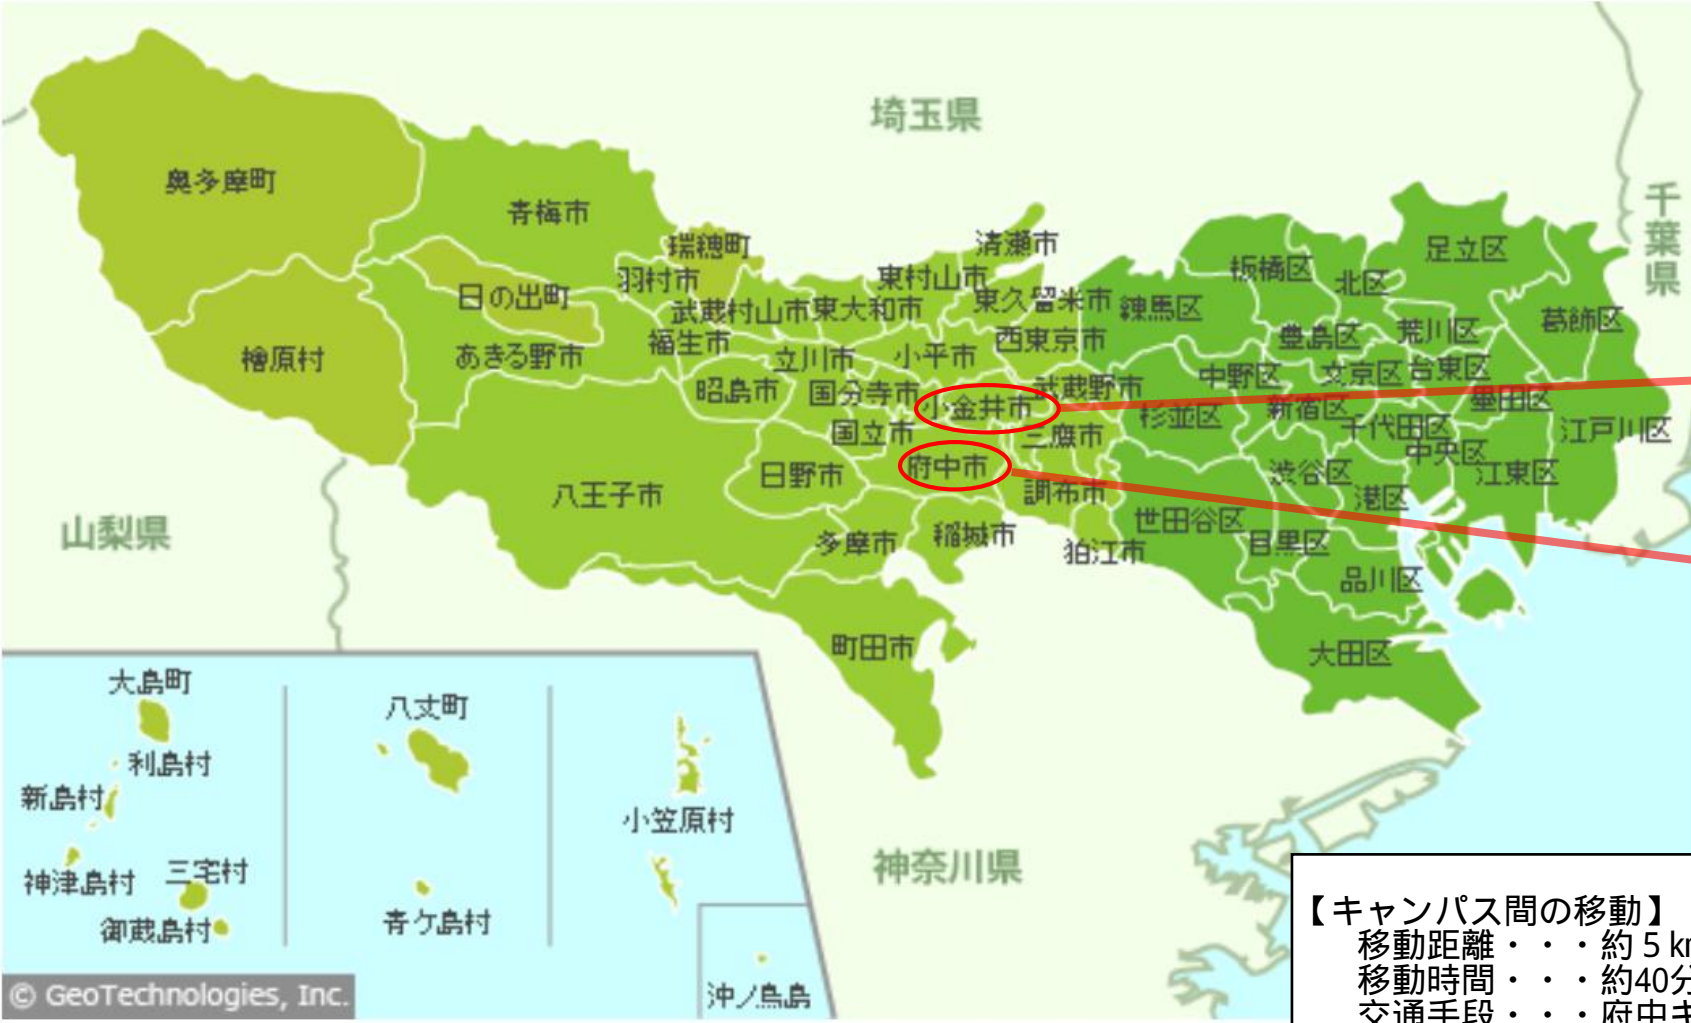 埼玉県
千葉県
奥多摩町
青梅市
瑞穂町
清瀬市
足立区
羽村市
東村山市
板橋区
北区
日の出町
武蔵村山市
東大和市
東久留米市
練馬区
葛飾区
檜原村
あきる野市
福生市
立川市
小平市
西東京市
豊島区
荒川区
昭島市
国分寺市
小金井市
武蔵野市
中野区
文京区
台東区
国立市
三鷹市
杉並区
新宿区
千代田区
墨田区
江戸川区
日野市
府中市
調布市
渋谷区
中央区
江東区
八王子市
港区
山梨県
多摩市
稲城市
狛江市
世田谷区
目黒区
品川区
町田市
大田区
大島町
利島村
新島村
神津島村
三宅村
御蔵島村
八丈町
青ケ島村
小笠原村
沖ノ鳥島
神奈川県
© GeoTechnologies, Inc.
【キャンパス間の移動】
移動距離・・・約5k
移動時間・・・約40分
交通手段・・・府中キ